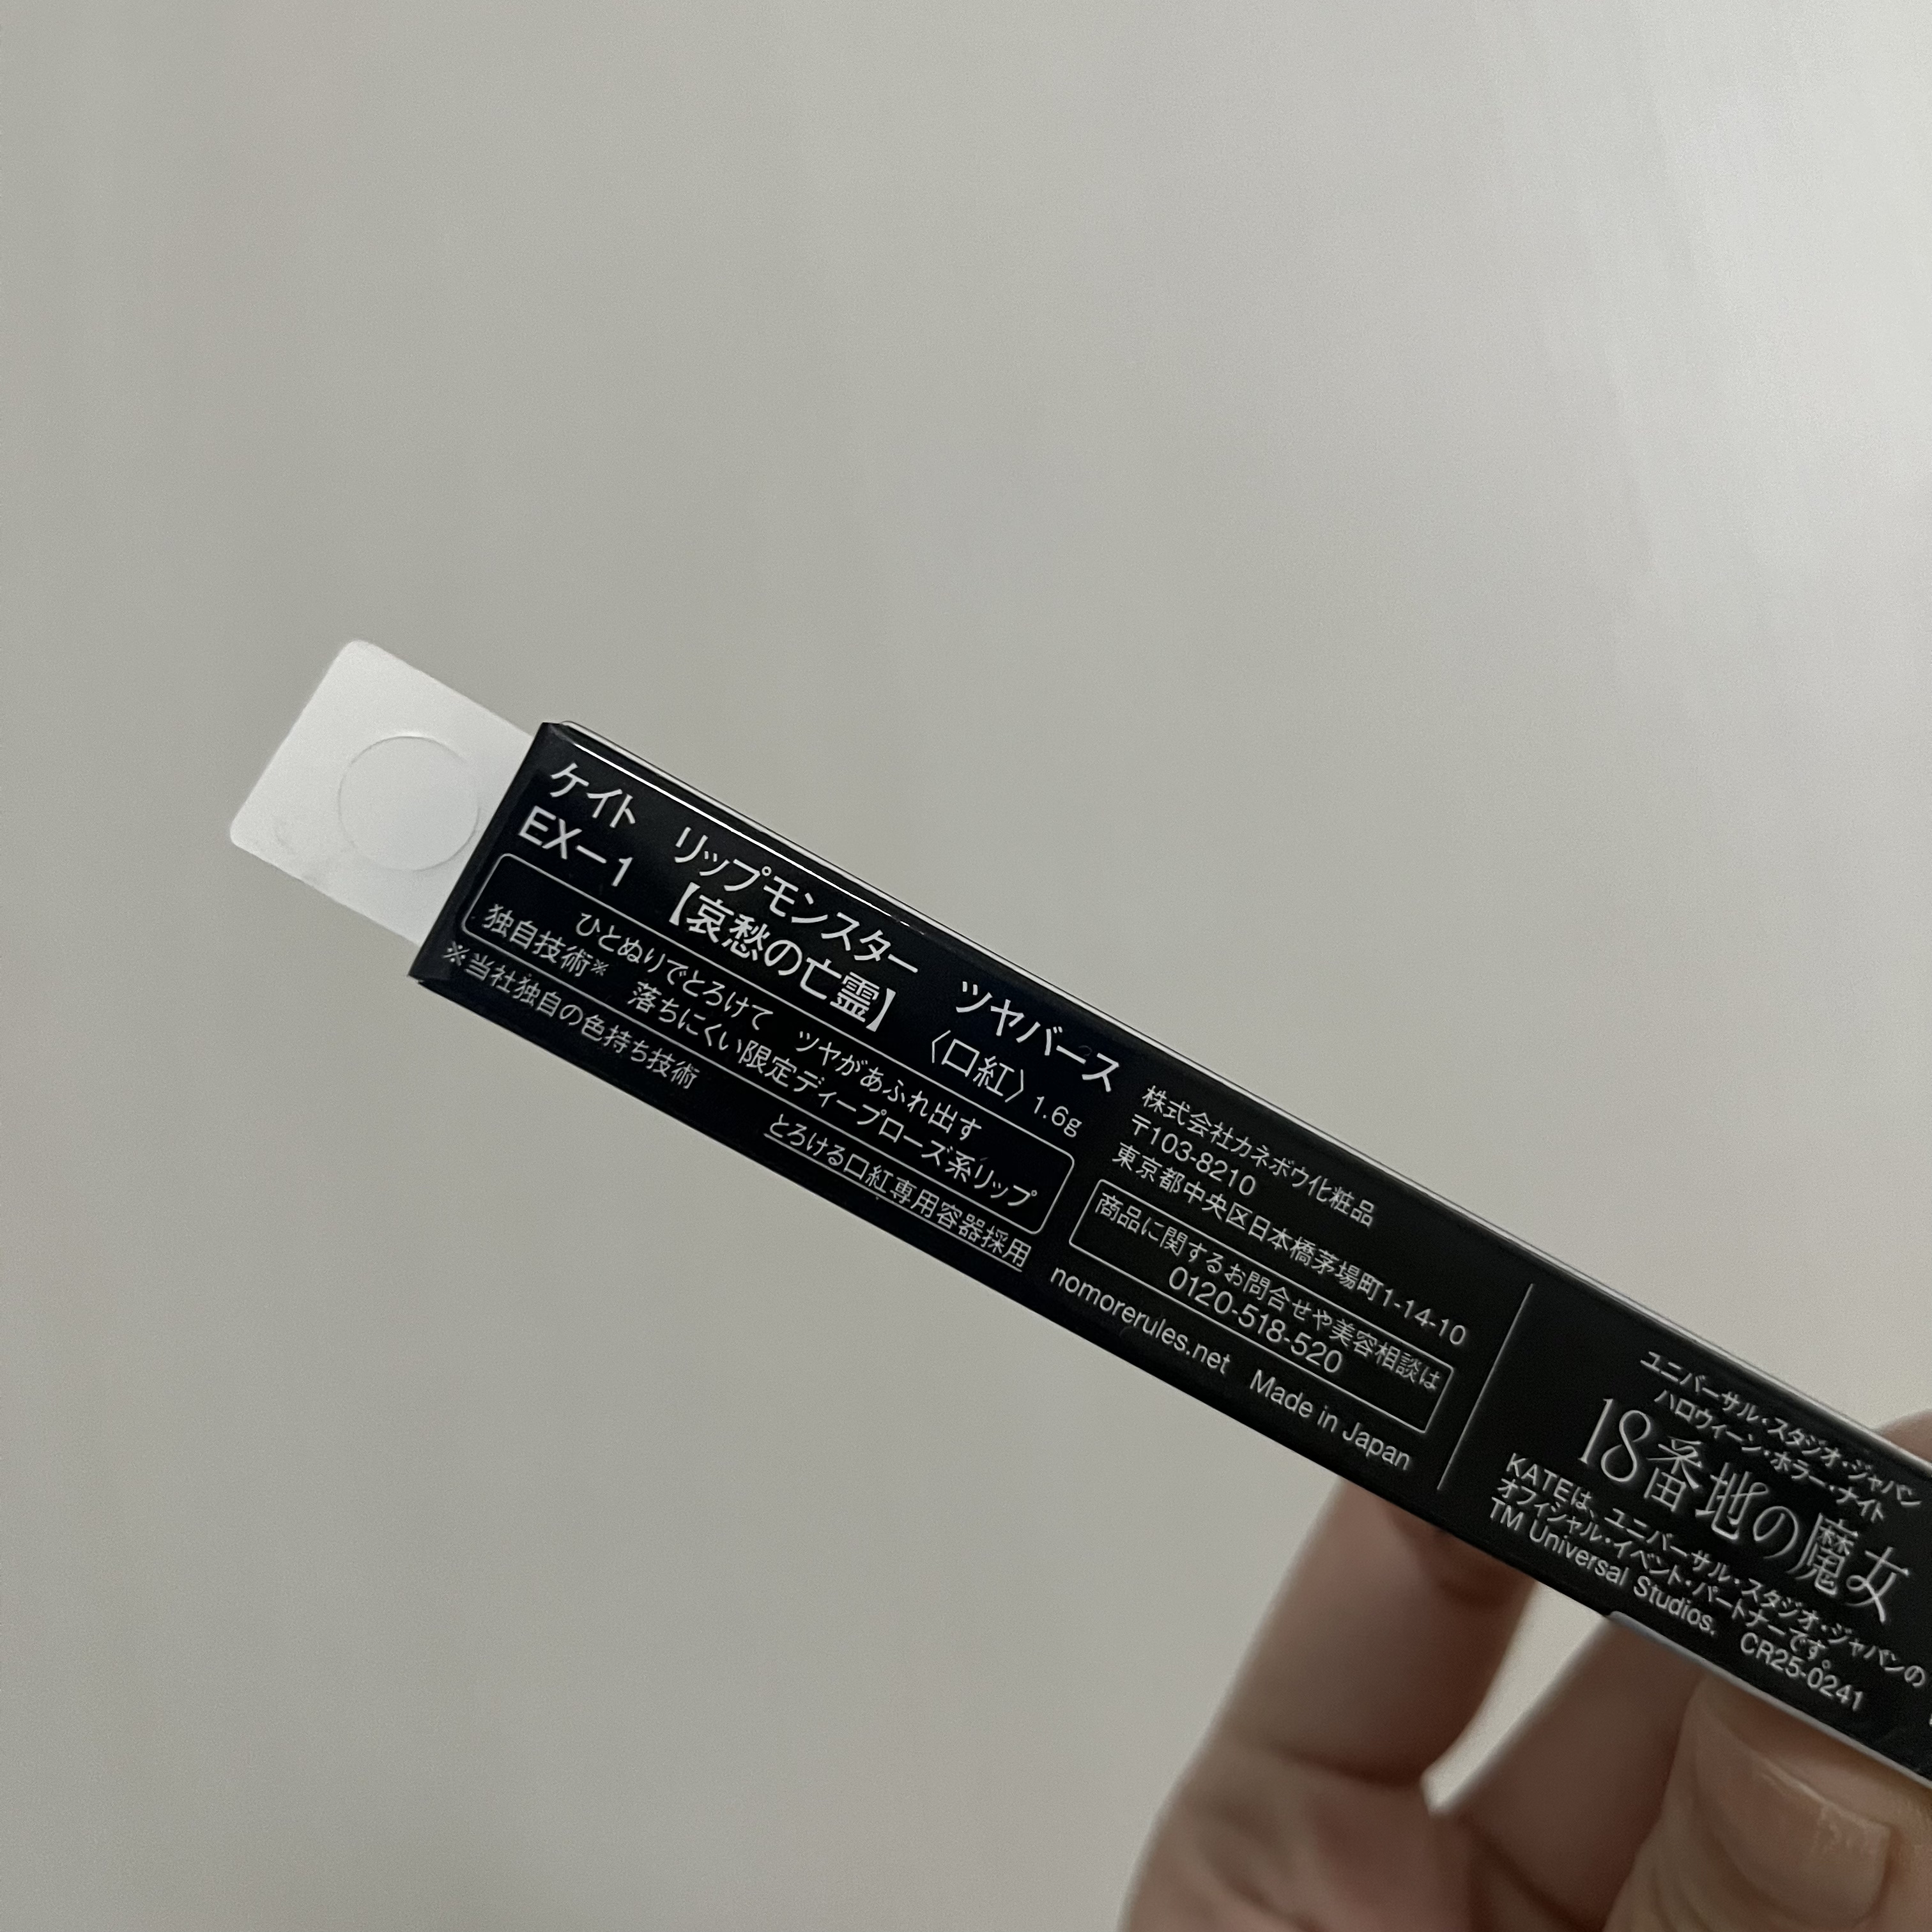 ケイト リップモンスター ツヤバース
EX－1 【哀愁の亡霊】 〈口紅〉1.6g
ひとぬりでとろけて ツヤがあふれ出す
独自技術※ 落ちにくい限定ディープローズ系リップ
※当社独自の色持ち技術
とろける口紅専用容器採用
株式会社カネボウ化粧品
〒103-8210
東京都中央区日本橋茅場町1-14-10
商品に関するお問合せや美容相談は
0120-518-520
nomorerules.net Made in Japan
ユニバーサル・スタジオ・ジャパン
ハロウィーン・ホラー・ナイト
18番地の魔女
KATEは、ユニバーサル・スタジオ・ジャパンの
オフィシャル・イベント・パートナーです。
TM Universal Studios. CR25-0241